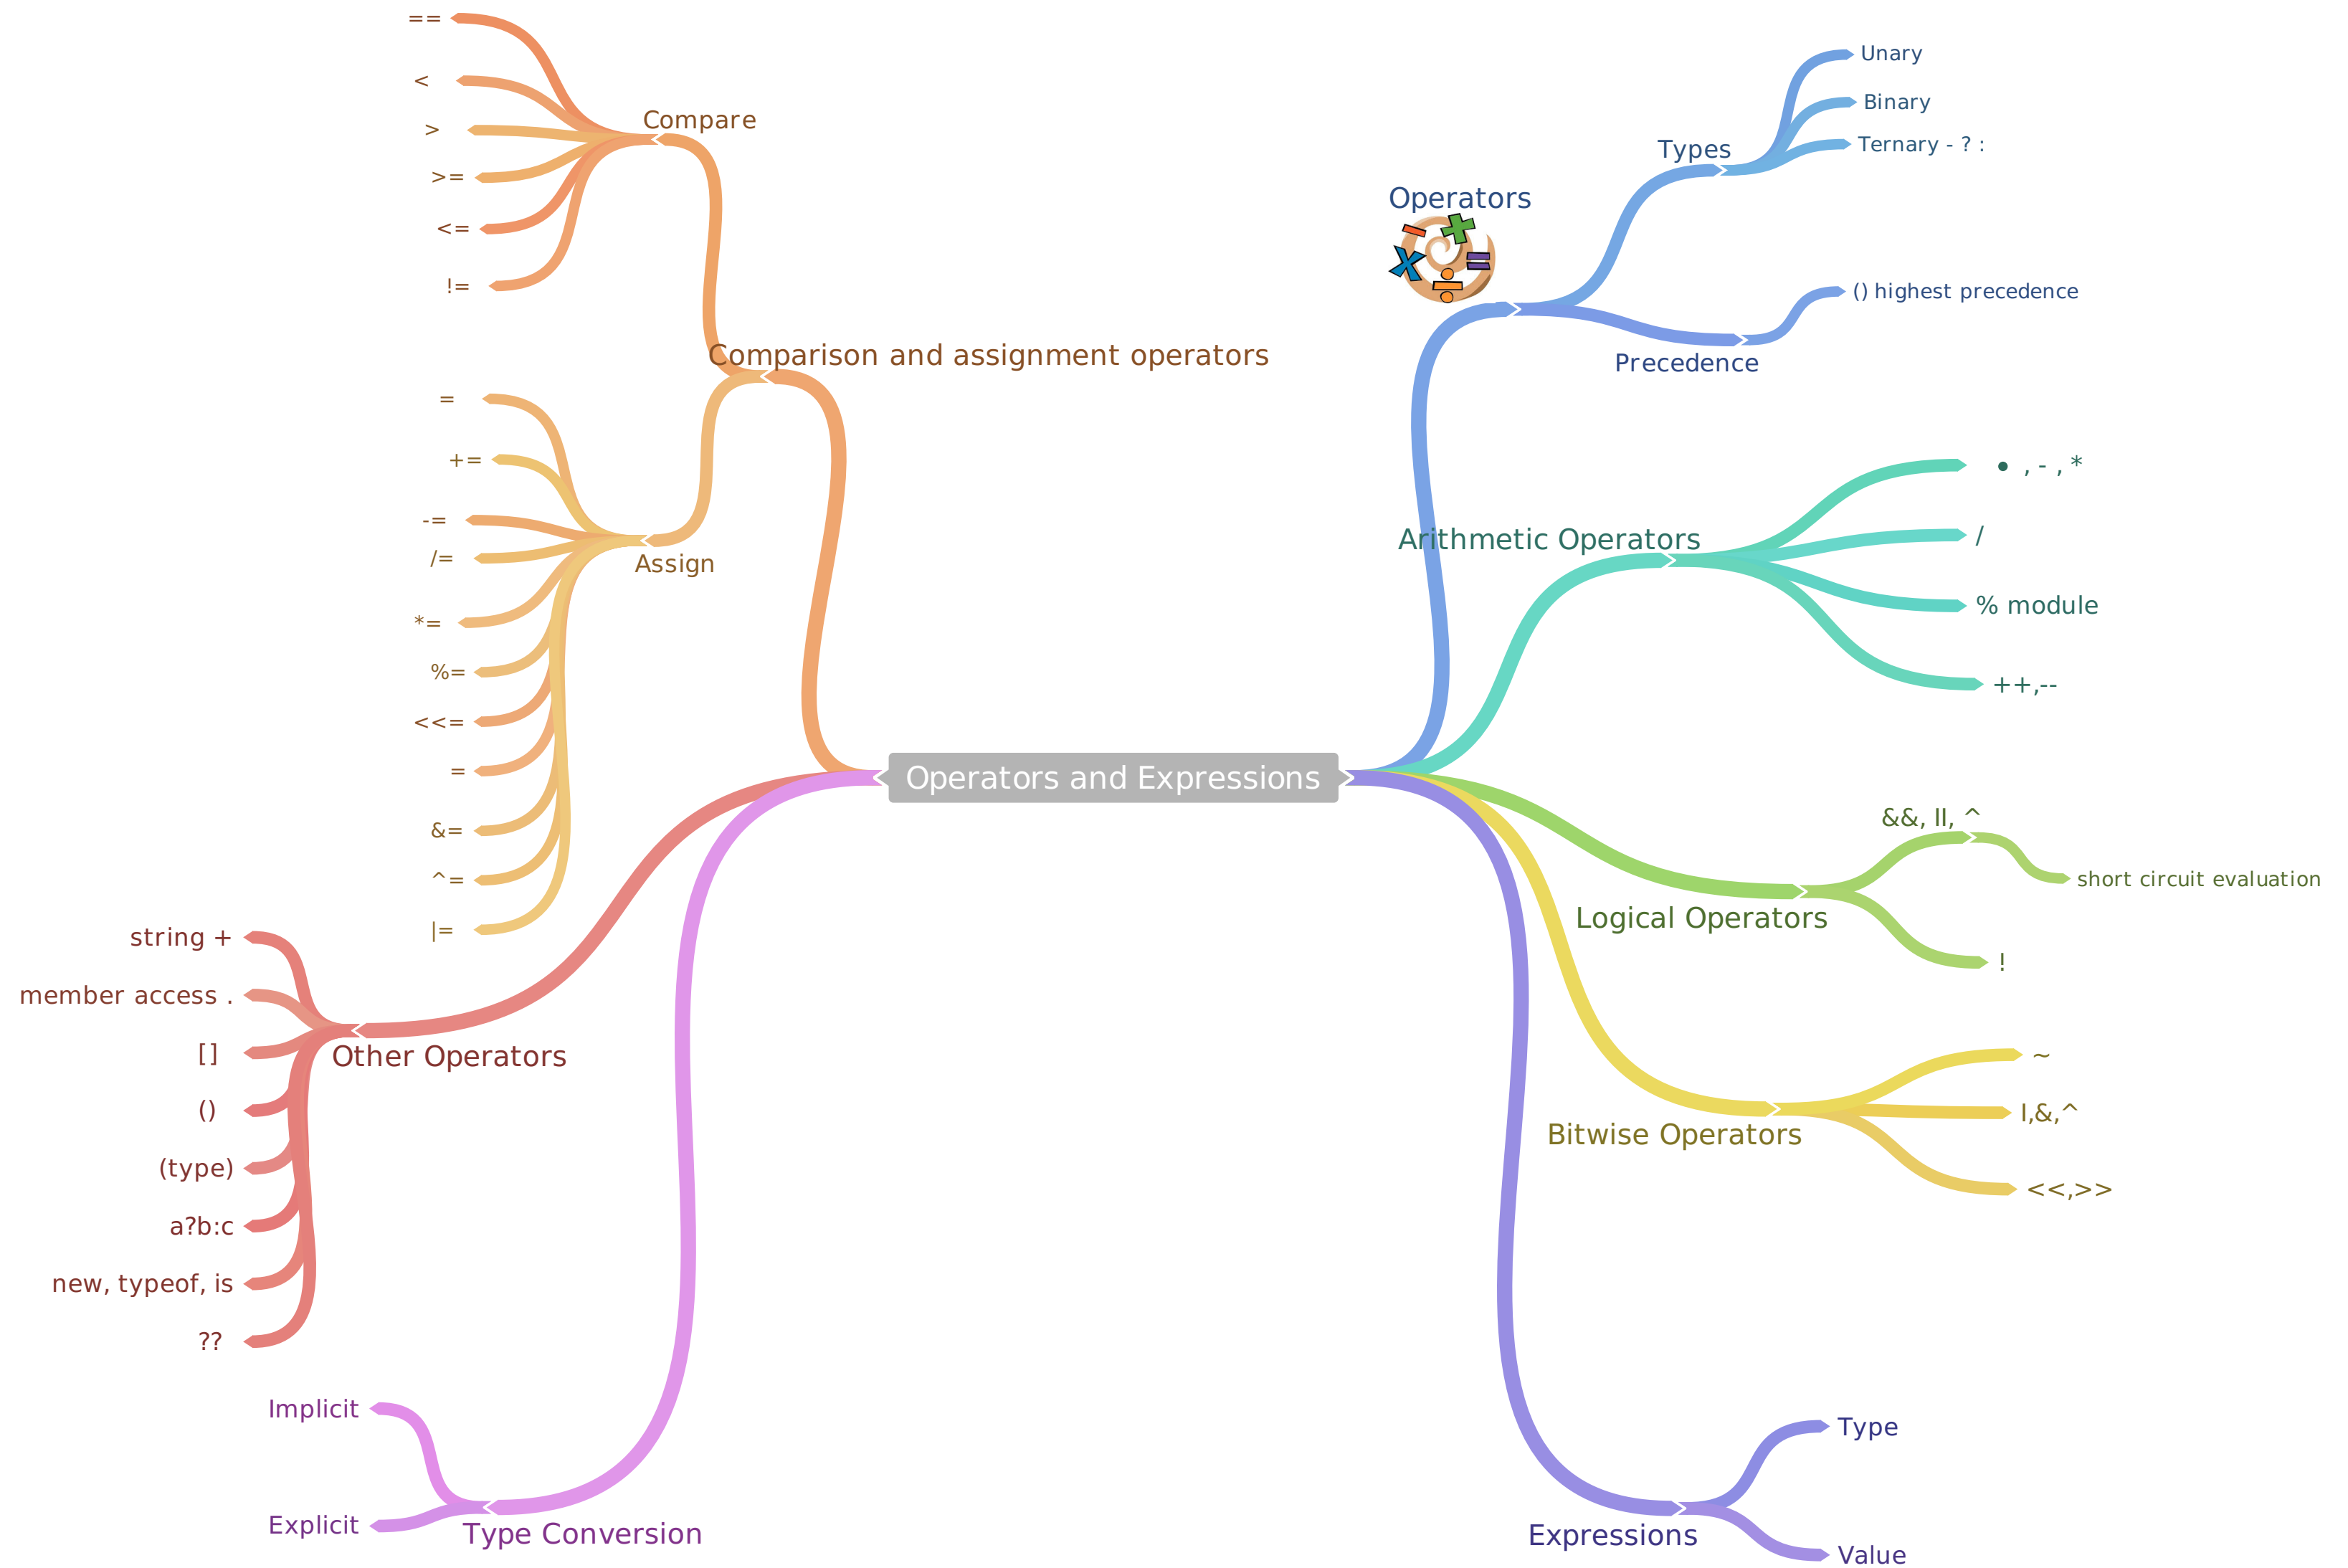 Operators and Expressions
Operators
Types
Unary
Binary
Ternary - ? :
Precedence
() highest precedence
Arithmetic Operators
• , - , *
/
% module
++,--
Logical Operators
&&, II, ^
short circuit evaluation
!
Bitwise Operators
~
I,&,^
<<,>>
Expressions
Type
Value
Comparison and assignment operators
Compare
==
<
>
>=
<=
!=
Assign
=
+=
-=
/=
*=
%=
<<=
=
&=
^=
|=
Other Operators
string +
member access .
[]
()
(type)
a?b:c
new, typeof, is
??
Type Conversion
Implicit
Explicit